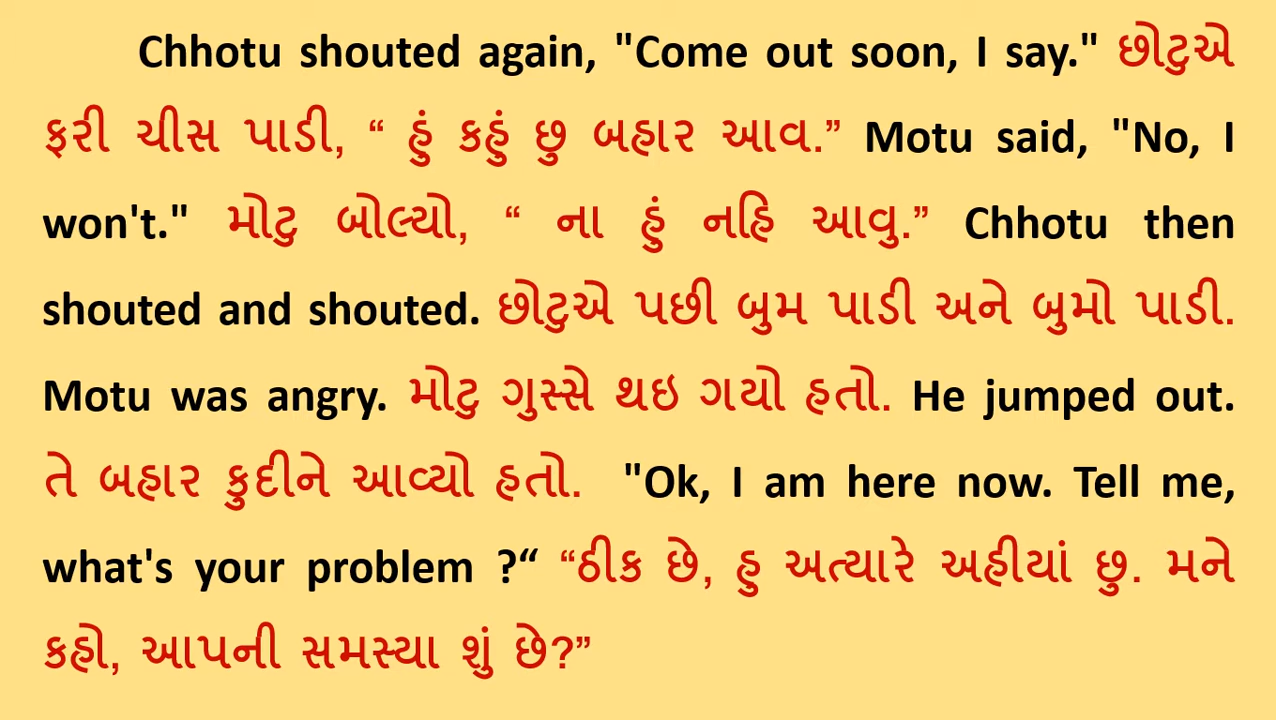 Chhotu shouted again, "Come out soon, I say." છોટુએ
ફરી ચીસ પાડી, “ હું કહું છુ બહાર આવ.” Motu said, "No, I
won't." મોટુ બોલ્યો, “ ના હું નહિ આવુ.” Chhotu then
shouted and shouted. છોટુએ પછી બુમ પાડી અને બુમો પાડી.
Motu was angry. મોટુ ગુસ્સે થઇ ગયો હતો. He jumped out.
તે બહાર કુદીને આવ્યો હતો. "Ok, I am here now. Tell me,
what's your problem ?“ “ઠીક છે, હુ અત્યારે અહીયાં છુ. મને
કહો, આપની સમસ્યા શું છે?”